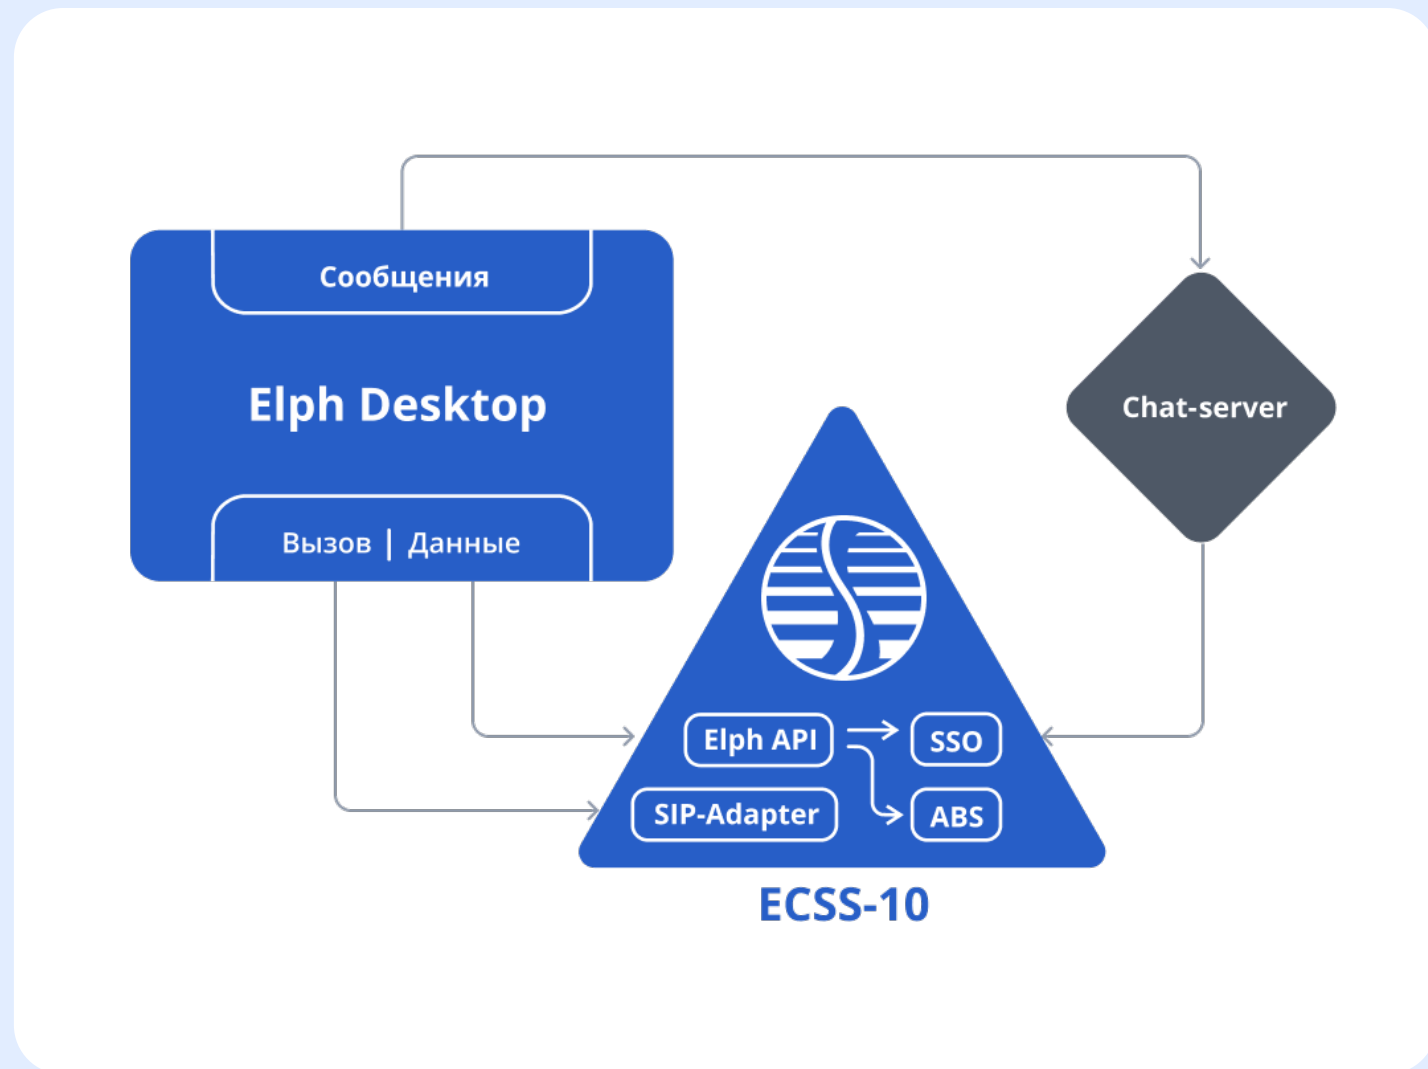 Сообщения
Elph Desktop
Вызов | Данные
Chat-server
Elph API
SSO
SIP-Adapter
ABS
ECSS-10